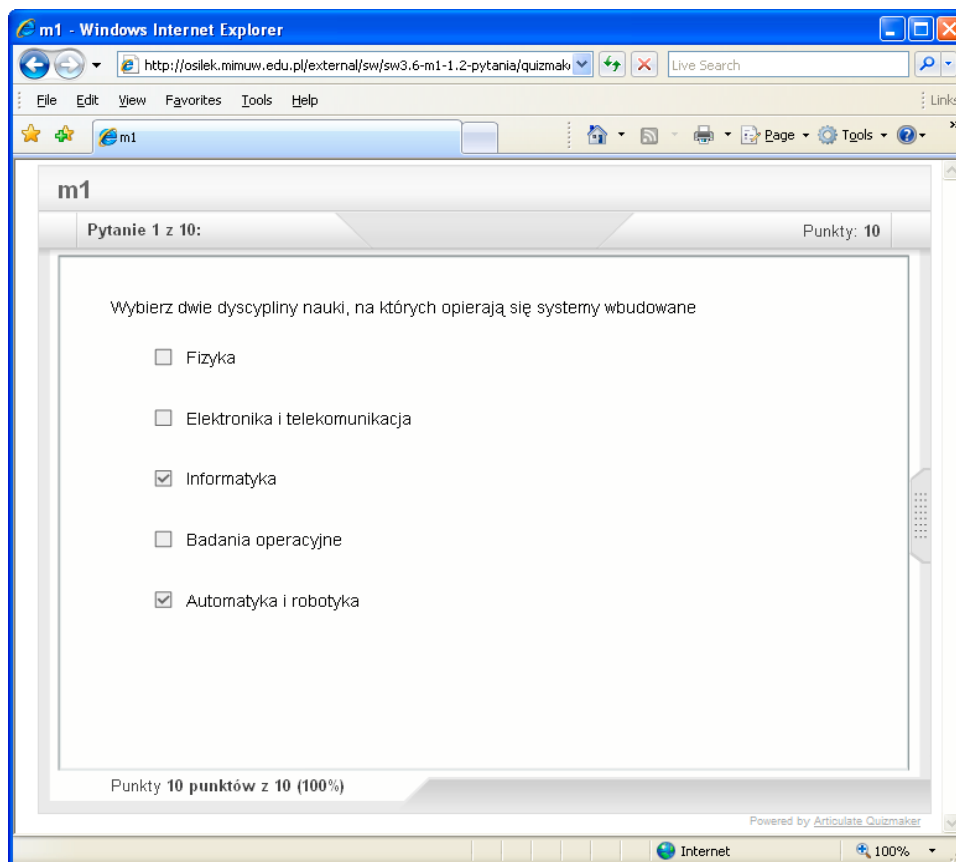 m1 - Windows Internet Explorer
http://osilek.mimuw.edu.pl/external/sw/sw3.6-m1-1.2-pytania/quizmak
Live Search
File Edit View Favorites Tools Help
Links
m1
Page Tools
m1
Pytanie 1 z 10:
Punkty: 10
Wybierz dwie dyscypliny nauki, na których opierają się systemy wbudowane
Fizyka
Elektronika i telekomunikacja
Informatyka
Badania operacyjne
Automatyka i robotyka
Punkty 10 punktów z 10 (100%)
Powered by Articulate Quizmaker
Internet
100%